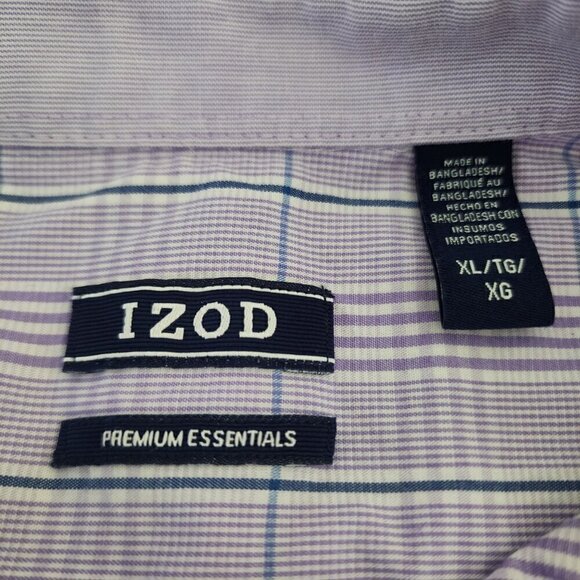 MADE IN
BANGLADESH/
FABRIQUÉ AU
BANGLADESH/
HECHO EN
BANGLADESH CON
INSUMOS
IMPORTADOS
XL/TG/
XG
IZOD
PREMIUM ESSENTIALS